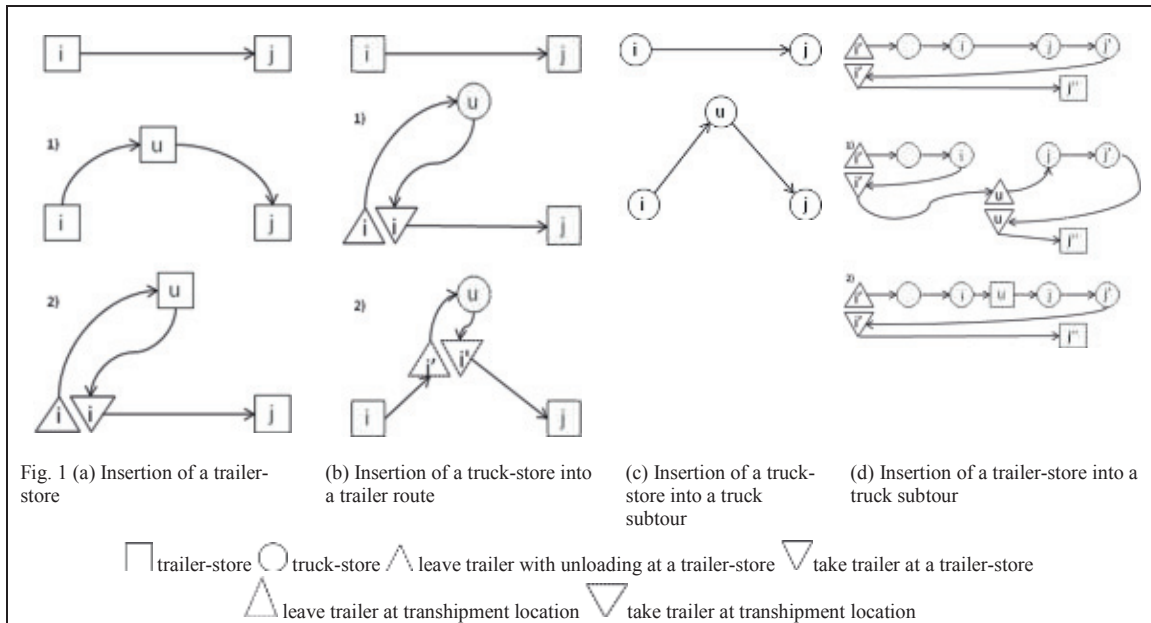 i j
1) u
i j
2) u
i i j
i j
1) u
i i j
2) u
i j
i j
u
i j
i' i j j'
i' j''
1) i' i j j'
i' u
u
j''
2) i' i u j j'
i' j''
Fig. 1 (a) Insertion of a trailer-
store
(b) Insertion of a truck-store into
a trailer route
(c) Insertion of a truck-
store into a truck
subtour
(d) Insertion of a trailer-store into a
truck subtour
trailer-store truck-store leave trailer with unloading at a trailer-store take trailer at a trailer-store
leave trailer at transhipment location take trailer at transhipment location